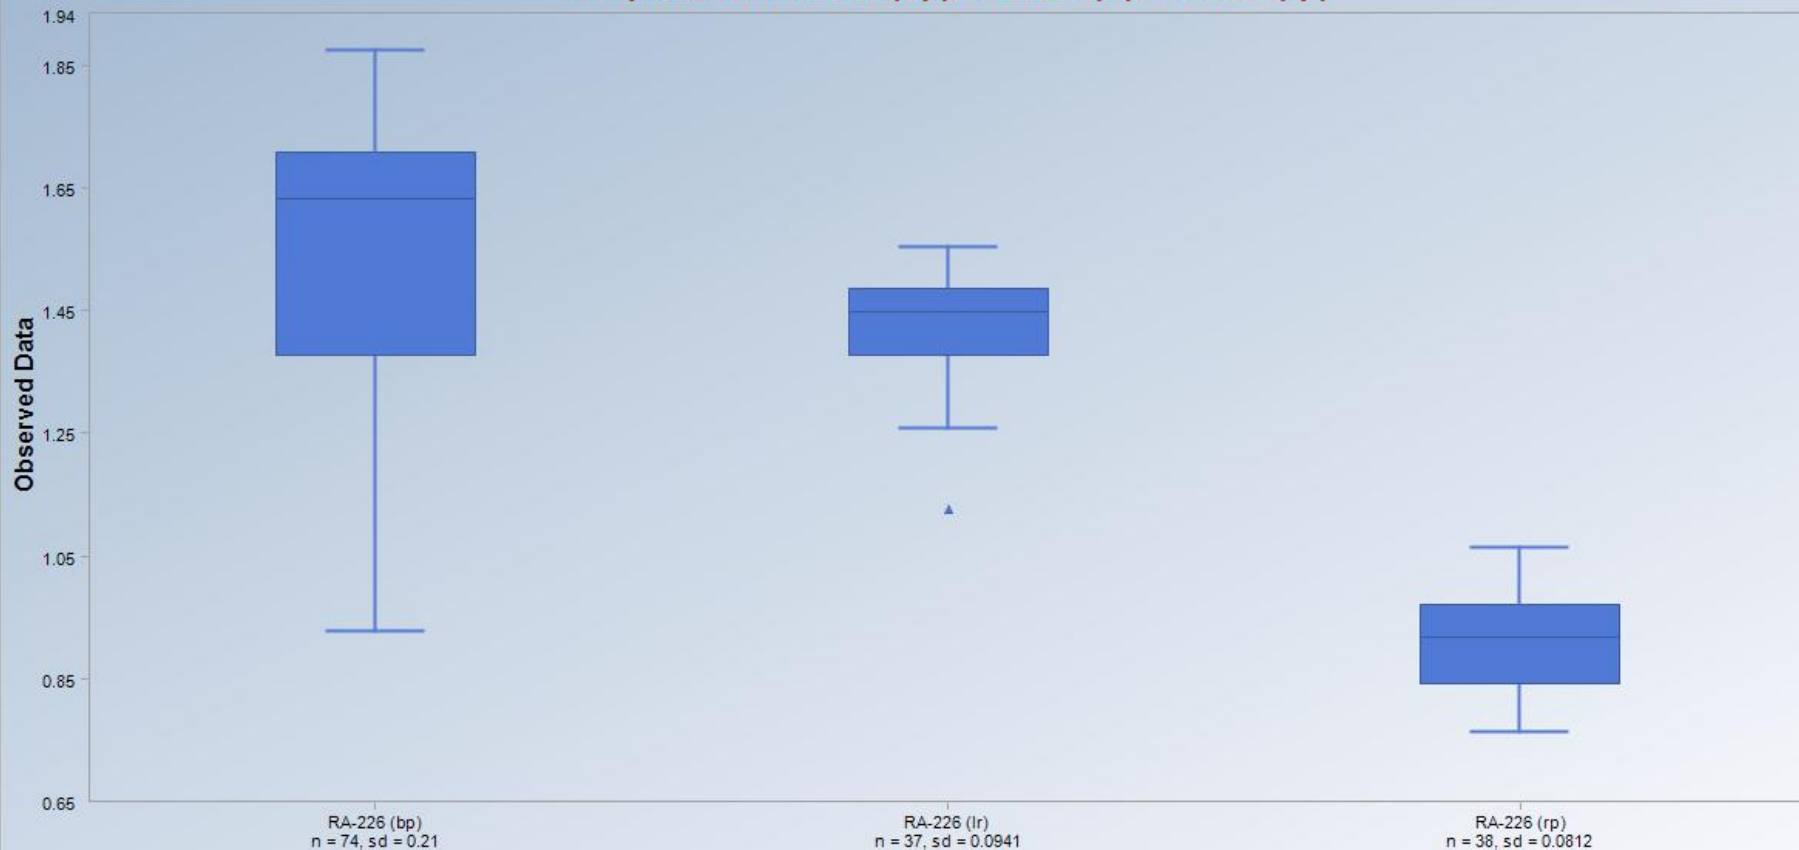 1.94
1.85
1.65
1.45
1.25
1.05
0.85
0.65
Observed Data
RA-226 (bp)
n = 74, sd = 0.21
RA-226 (lr)
n = 37, sd = 0.0941
RA-226 (rp)
n = 38, sd = 0.0812